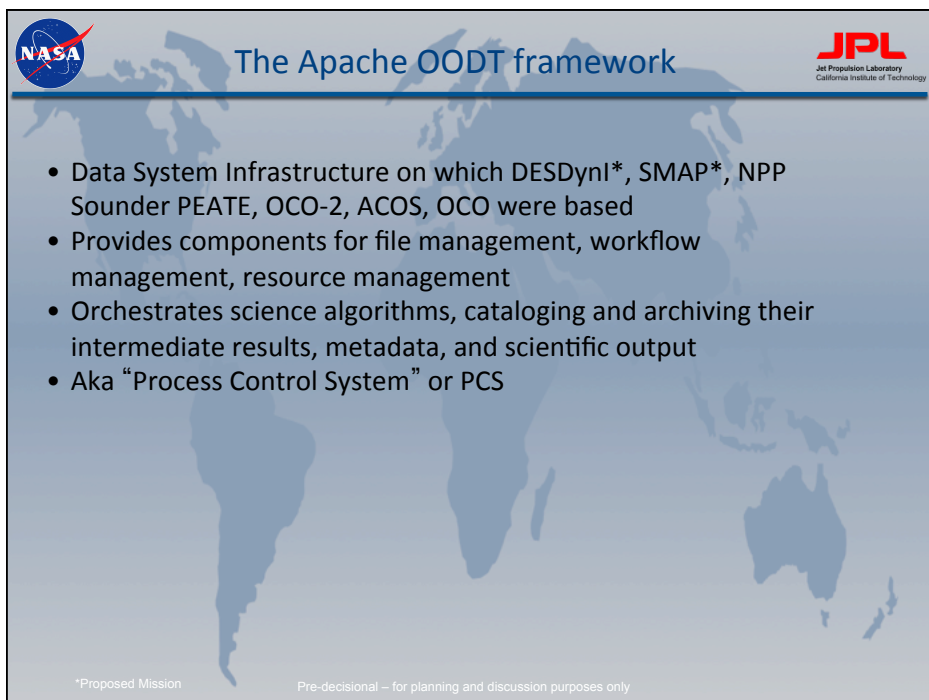 NASA
The Apache OODT framework
JPL
Jet Propulsion Laboratory
California Institute of Technology
• Data System Infrastructure on which DESDynI*, SMAP*, NPP
Sounder PEATE, OCO-2, ACOS, OCO were based
• Provides components for file management, workflow
management, resource management
• Orchestrates science algorithms, cataloging and archiving their
intermediate results, metadata, and scientific output
• Aka “Process Control System” or PCS
*Proposed Mission
Pre-decisional – for planning and discussion purposes only